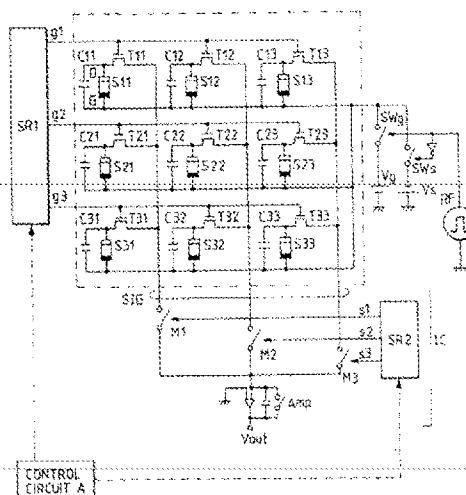 g1
C11 T11 C12 T12 C13 T13
D
S11 S12 S13
G
SR1
g2
C21 T21 C22 T22 C23 T23
S21 S22 S23
SWg
SWs
Vg Vs
RF
g3
C31 T31 C32 T32 C33 T33
S31 S32 S33
SIG
M1 s1
M2 s2
SR2
IC
s3
M3
Amp
Vout
CONTROL
CIRCUIT A